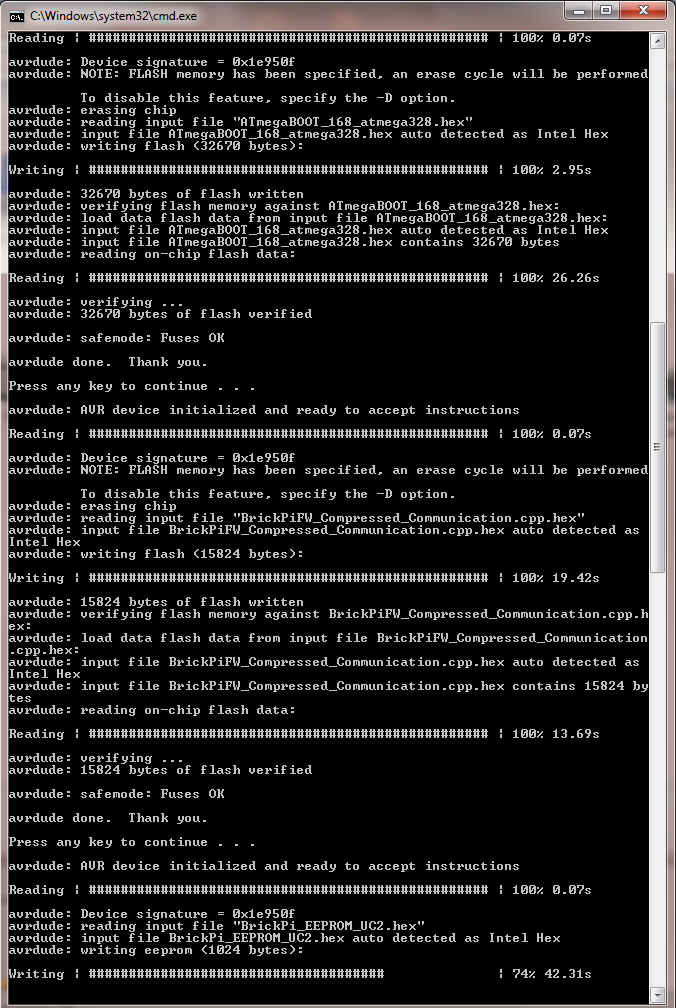 C:\Windows\system32\cmd.exe
Reading | ################################################## | 100% 0.07s
avrdude: Device signature = 0x1e950f
avrdude: NOTE: FLASH memory has been specified, an erase cycle will be performed
To disable this feature, specify the -D option.
avrdude: erasing chip
avrdude: reading input file "ATmegaBOOT_168_atmega328.hex"
avrdude: input file ATmegaBOOT_168_atmega328.hex auto detected as Intel Hex
avrdude: writing flash (32670 bytes):
Writing | ################################################## | 100% 2.95s
avrdude: 32670 bytes of flash written
avrdude: verifying flash memory against ATmegaBOOT_168_atmega328.hex:
avrdude: load data flash data from input file ATmegaBOOT_168_atmega328.hex:
avrdude: input file ATmegaBOOT_168_atmega328.hex auto detected as Intel Hex
avrdude: input file ATmegaBOOT_168_atmega328.hex contains 32670 bytes
avrdude: reading on-chip flash data:
Reading | ################################################## | 100% 26.26s
avrdude: verifying ...
avrdude: 32670 bytes of flash verified
avrdude: safemode: Fuses OK
avrdude done.  Thank you.
Press any key to continue . . .
avrdude: AVR device initialized and ready to accept instructions
Reading | ################################################## | 100% 0.07s
avrdude: Device signature = 0x1e950f
avrdude: NOTE: FLASH memory has been specified, an erase cycle will be performed
To disable this feature, specify the -D option.
avrdude: erasing chip
avrdude: reading input file "BrickPiFW_Compressed_Communication.cpp.hex"
avrdude: input file BrickPiFW_Compressed_Communication.cpp.hex auto detected as
Intel Hex
avrdude: writing flash (15824 bytes):
Writing | ################################################## | 100% 19.42s
avrdude: 15824 bytes of flash written
avrdude: verifying flash memory against BrickPiFW_Compressed_Communication.cpp.h
ex:
avrdude: load data flash data from input file BrickPiFW_Compressed_Communication
.cpp.hex:
avrdude: input file BrickPiFW_Compressed_Communication.cpp.hex auto detected as
Intel Hex
avrdude: input file BrickPiFW_Compressed_Communication.cpp.hex contains 15824 by
tes
avrdude: reading on-chip flash data:
Reading | ################################################## | 100% 13.69s
avrdude: verifying ...
avrdude: 15824 bytes of flash verified
avrdude: safemode: Fuses OK
avrdude done.  Thank you.
Press any key to continue . . .
avrdude: AVR device initialized and ready to accept instructions
Reading | ################################################## | 100% 0.07s
avrdude: Device signature = 0x1e950f
avrdude: reading input file "BrickPi_EEPROM_UC2.hex"
avrdude: input file BrickPi_EEPROM_UC2.hex auto detected as Intel Hex
avrdude: writing eeprom (1024 bytes):
Writing | #####################################              | 74% 42.31s